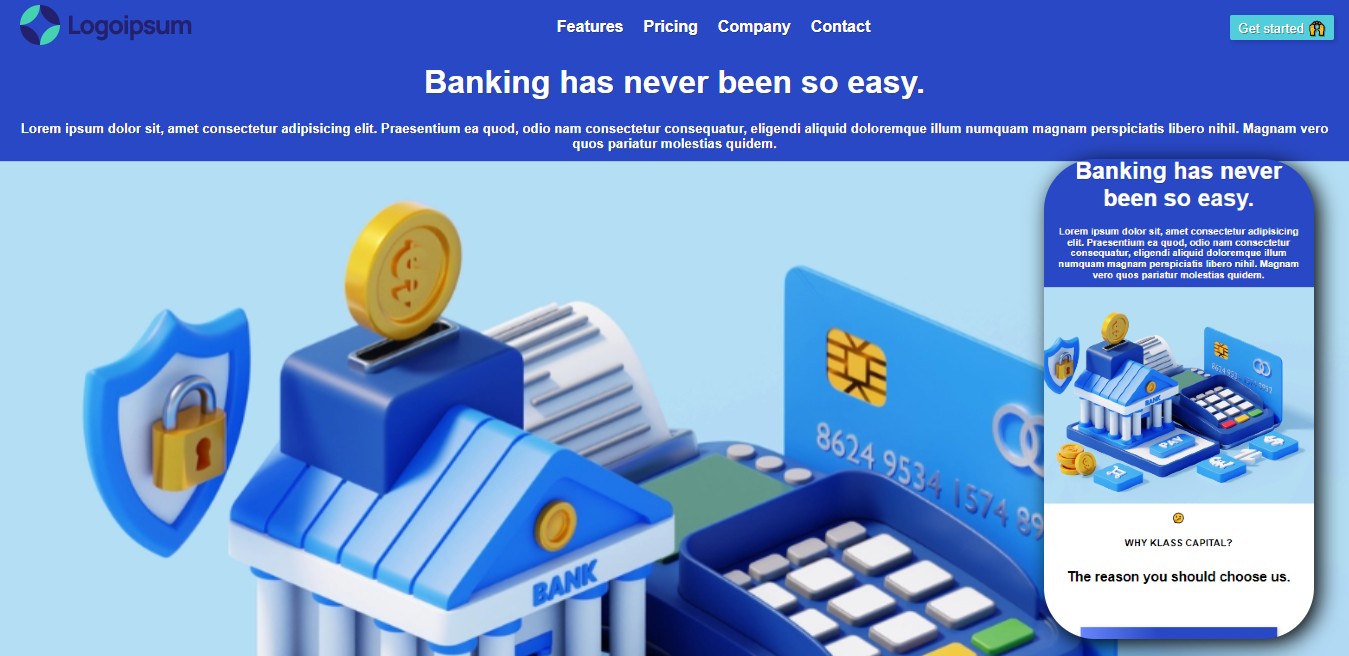 Logoipsum
Features Pricing Company Contact
Get started
Banking has never been so easy.
Lorem ipsum dolor sit, amet consectetur adipisicing elit. Praesentium ea quod, odio nam consectetur consequatur, eligendi aliquid doloremque illum numquam magnam perspiciatis libero nihil. Magnam vero
quos pariatur molestias quidem.
8624 9534 1574 89
BANK
Banking has never
been so easy.
Lorem ipsum dolor sit, amet consectetur adipisicing
elit. Praesentium ea quod, odio nam consectetur
consequatur, eligendi aliquid doloremque illum
numquam magnam perspiciatis libero nihil. Magnam
vero quos pariatur molestias quidem.
BANK
PAY
WHY KLASS CAPITAL?
The reason you should choose us.